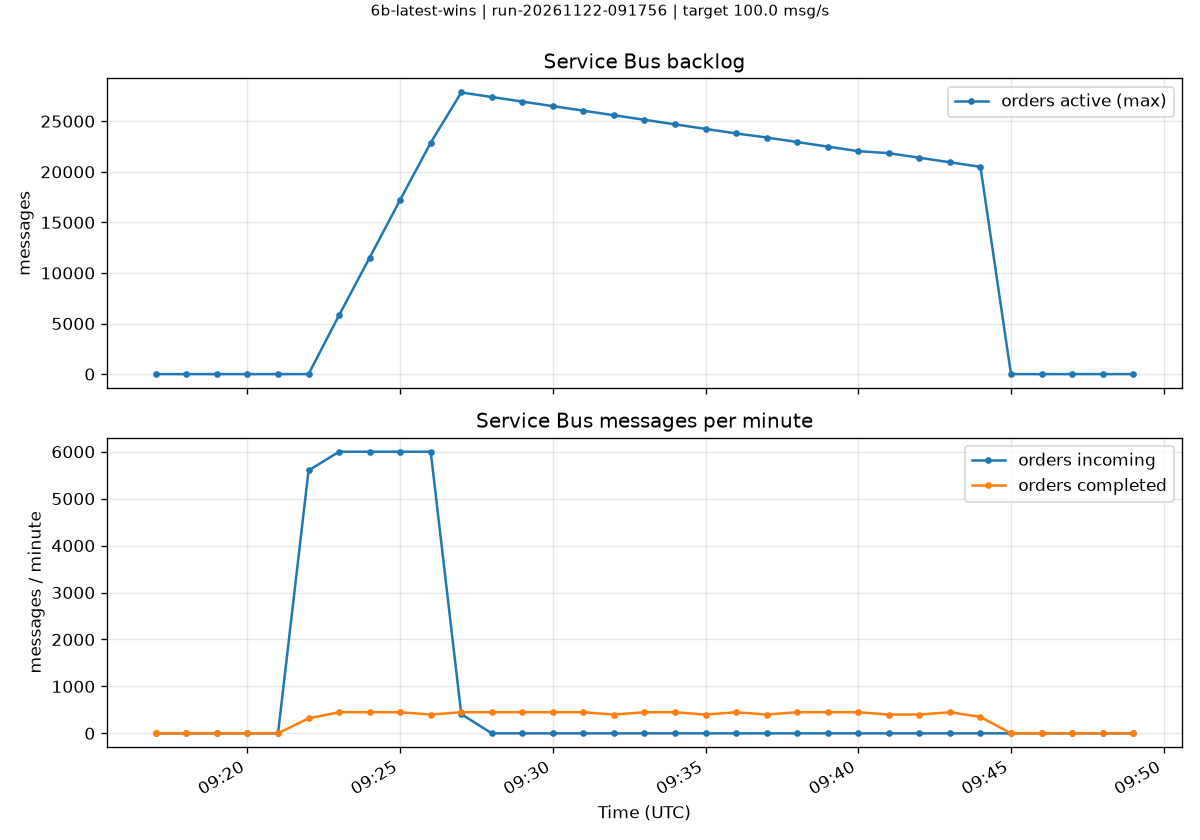 6b-latest-wins | run-20261122-091756 | target 100.0 msg/s
Service Bus backlog
orders active (max)
messages
25000
20000
15000
10000
5000
0
Service Bus messages per minute
orders incoming
orders completed
messages / minute
6000
5000
4000
3000
2000
1000
0
09:20
09:25
09:30
09:35
09:40
09:45
09:50
Time (UTC)